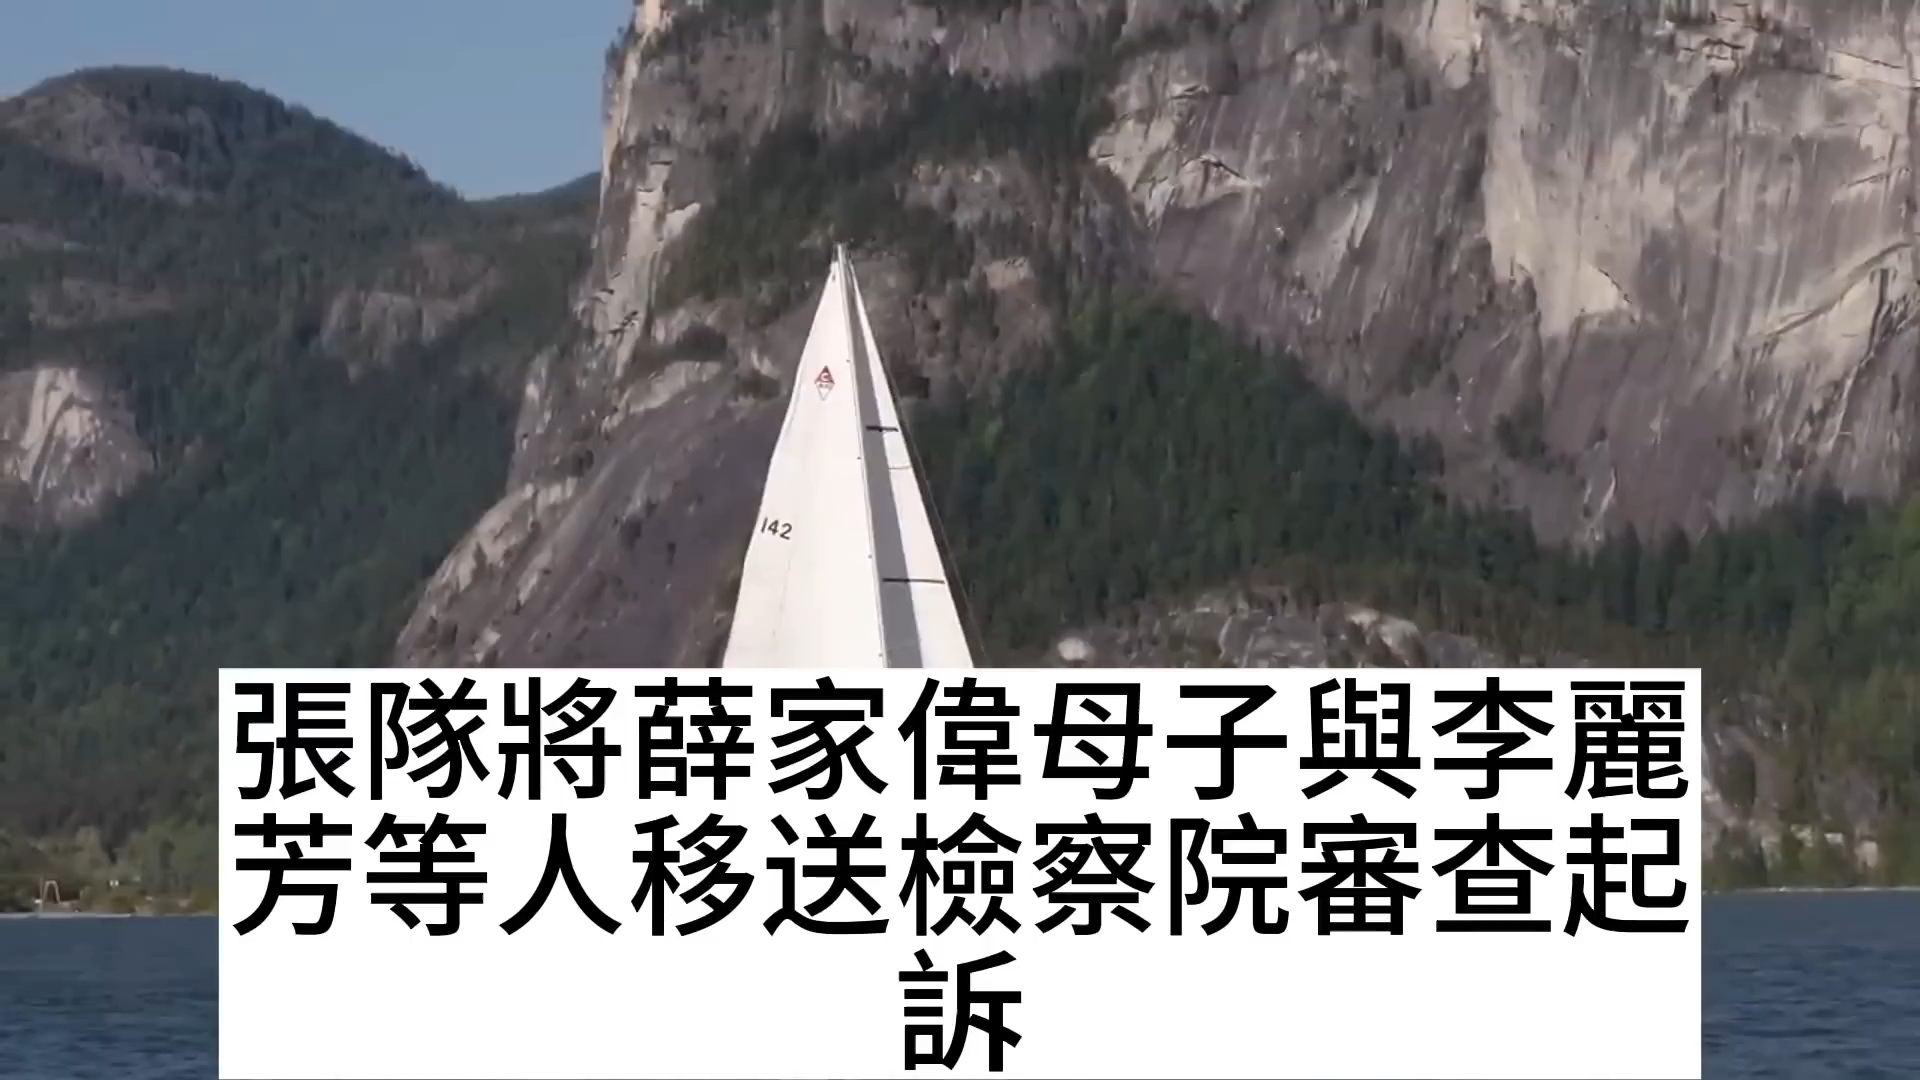 142
張隊將薛家偉母子與李麗
芳等人移送檢察院審查起
訴